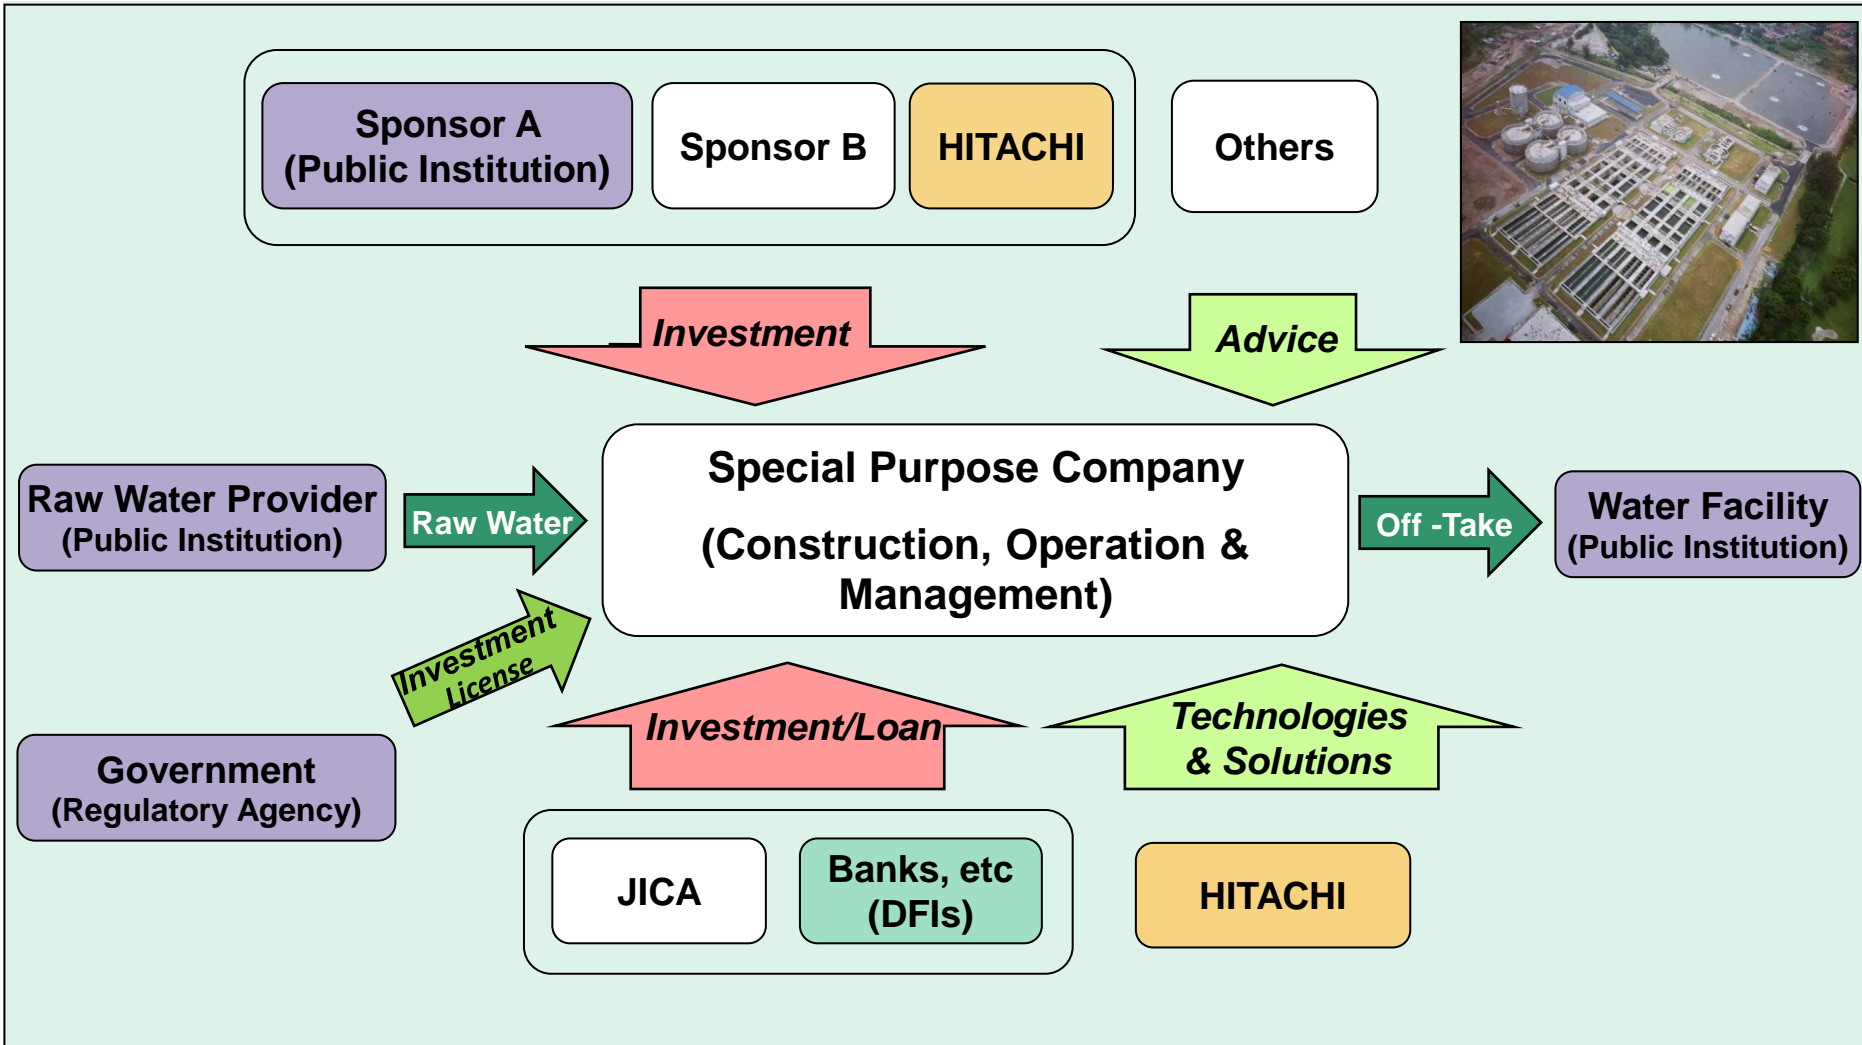 Sponsor A
(Public Institution)
Sponsor B
HITACHI
Others
Investment
Advice
Raw Water Provider
(Public Institution)
Raw Water
Special Purpose Company
(Construction, Operation &
Management)
Off -Take
Water Facility
(Public Institution)
Investment
License
Government
(Regulatory Agency)
Investment/Loan
Technologies
& Solutions
JICA
Banks, etc
(DFIs)
HITACHI